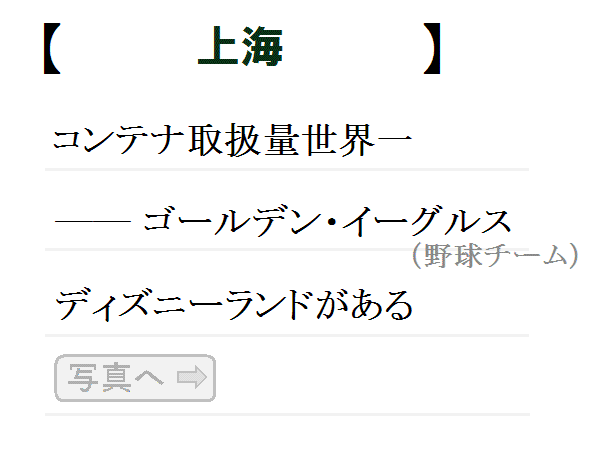 【 上海 】
コンテナ取扱量世界一
―― ゴールデン・イーグルス
(野球チーム)
ディズニーランドがある
写真へ ⇒